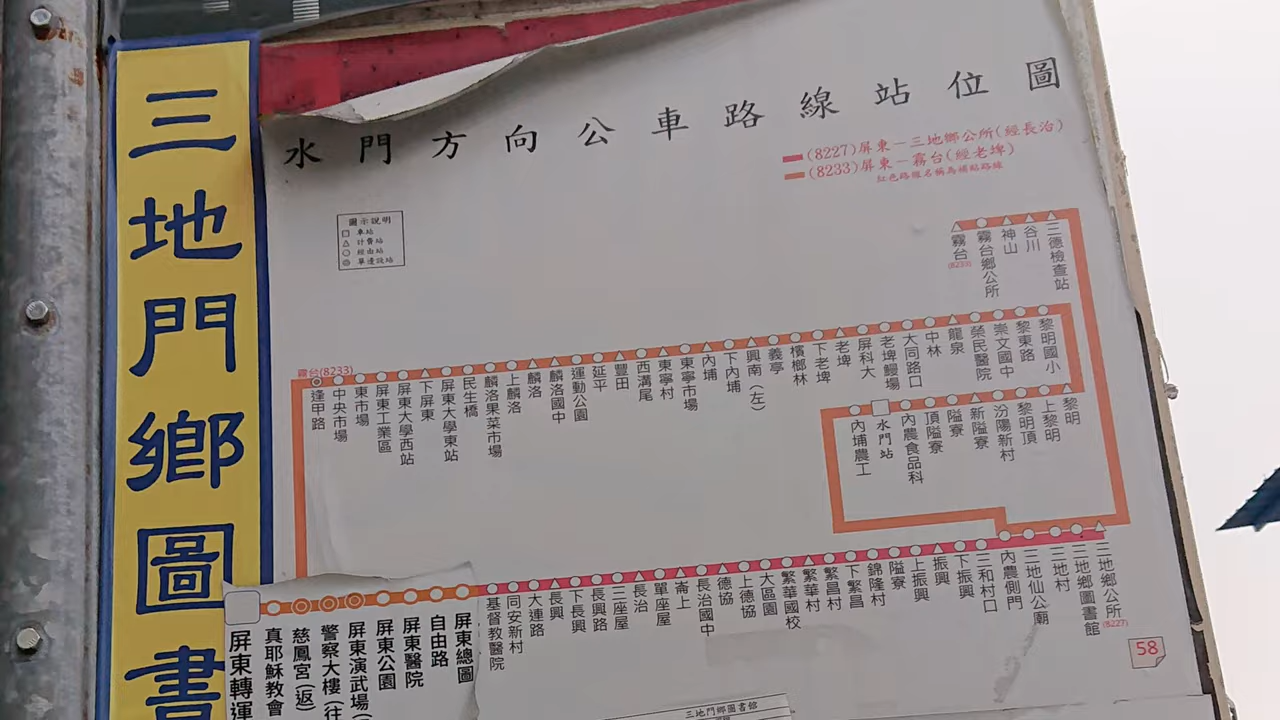 三地門鄉圖書
水門方向公車路線站位圖
(8227)屏東－三地鄉公所(經長治)
(8233)屏東－霧台(經老埤)
紅色路線名稱為補貼路線
圖示說明
車站
計費站
經由站
單邊設站
霧台
(8233)
霧台鄉公所
神山
谷川
三德檢查站
霧台(8233)
逢甲路
中央市場
東市場
屏東工業區
屏東大學西站
下屏東
屏東大學東站
民生橋
麟洛果菜市場
上麟洛
麟洛
麟洛國中
運動公園
延平
豐田
西溝尾
東寧村
東寧市場
內埔
下內埔
興南（左）
義亭
檳榔林
下老埤
老埤
屏科大
老埤鰻場
大同路口
中林
龍泉
榮民醫院
崇文國中
黎東路
黎明國小
內埔農工
水門站
內農食品科
頂隘寮
隘寮
新隘寮
汾陽新村
黎明頂
上黎明
黎明
屏東轉運
真耶穌教會
慈鳳宮(返)
警察大樓(往
屏東演武場(
屏東公園
屏東醫院
自由路
屏東總圖
基督教醫院
同安新村
大連路
長興
下長興
長興路
三座屋
長治
單座屋
崙上
長治國中
德協
上德協
大區園
繁華國校
繁華村
繁昌村
下繁昌
錦隆村
隘寮
上振興
振興
下振興
三和村口
內農側門
三地仙公廟
三地村
三地鄉圖書館
三地鄉公所
(8227)
58
三地門鄉圖書館